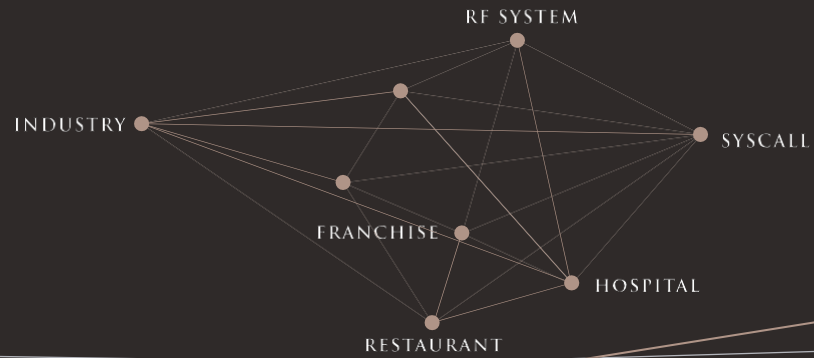 RF SYSTEM
INDUSTRY
SYSCALL
FRANCHISE
HOSPITAL
RESTAURANT